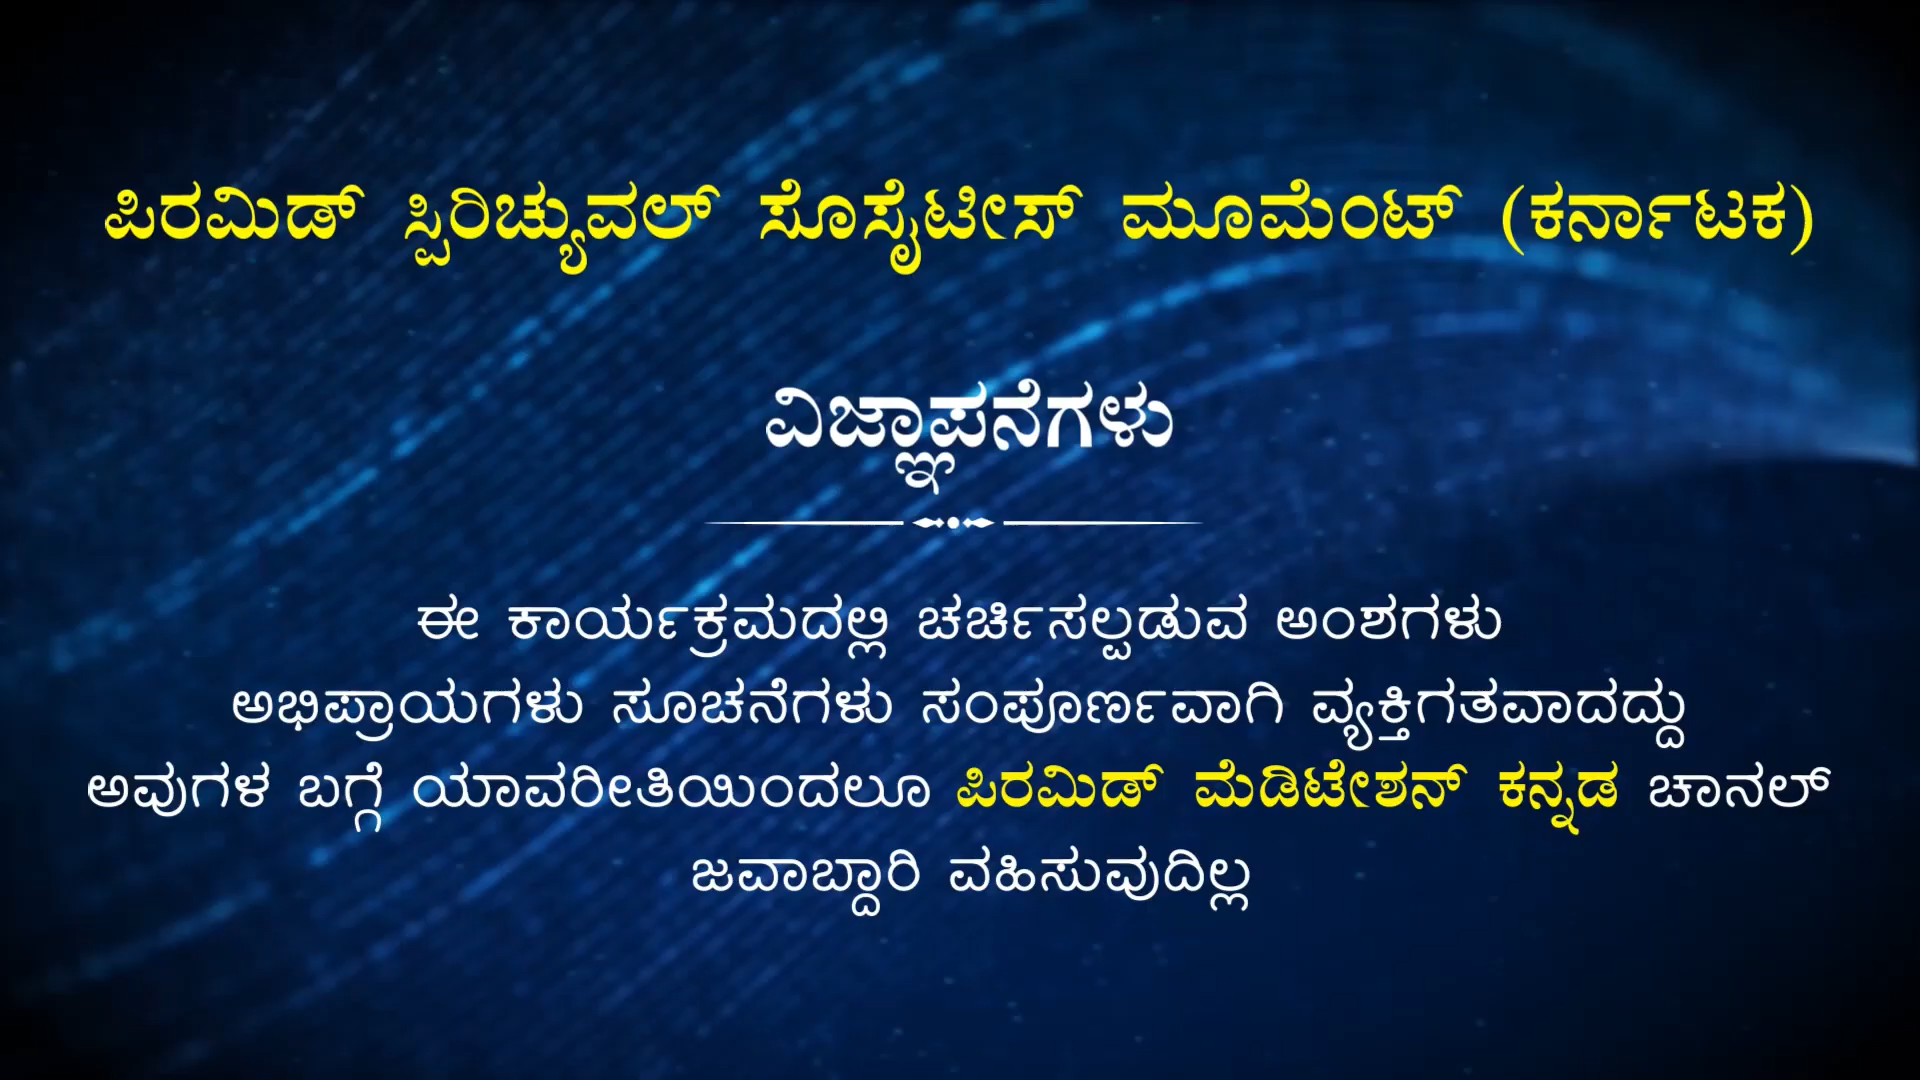 ಪಿರಮಿಡ್ ಸ್ಪಿರಿಚ್ಯುವಲ್ ಸೊಸೈಟೀಸ್ ಮೂಮೆಂಟ್ (ಕರ್ನಾಟಕ)
ವಿಜ್ಞಾಪನೆಗಳು
ಈ ಕಾರ್ಯಕ್ರಮದಲ್ಲಿ ಚರ್ಚಿಸಲ್ಪಡುವ ಅಂಶಗಳು
ಅಭಿಪ್ರಾಯಗಳು ಸೂಚನೆಗಳು ಸಂಪೂರ್ಣವಾಗಿ ವ್ಯಕ್ತಿಗತವಾದದ್ದು
ಅವುಗಳ ಬಗ್ಗೆ ಯಾವರೀತಿಯಿಂದಲೂ ಪಿರಮಿಡ್ ಮೆಡಿಟೇಶನ್ ಕನ್ನಡ ಚಾನಲ್
ಜವಾಬ್ದಾರಿ ವಹಿಸುವುದಿಲ್ಲ